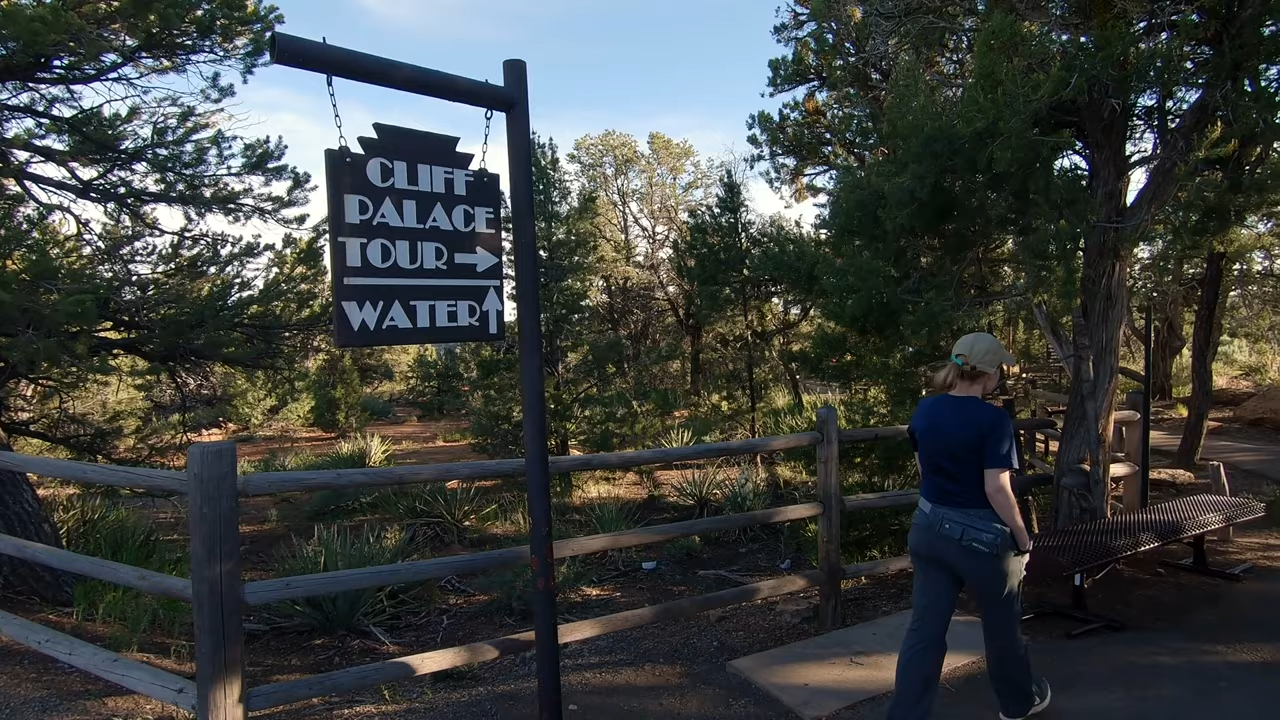 CLIFF
PALACE
TOUR →
WATER ↑